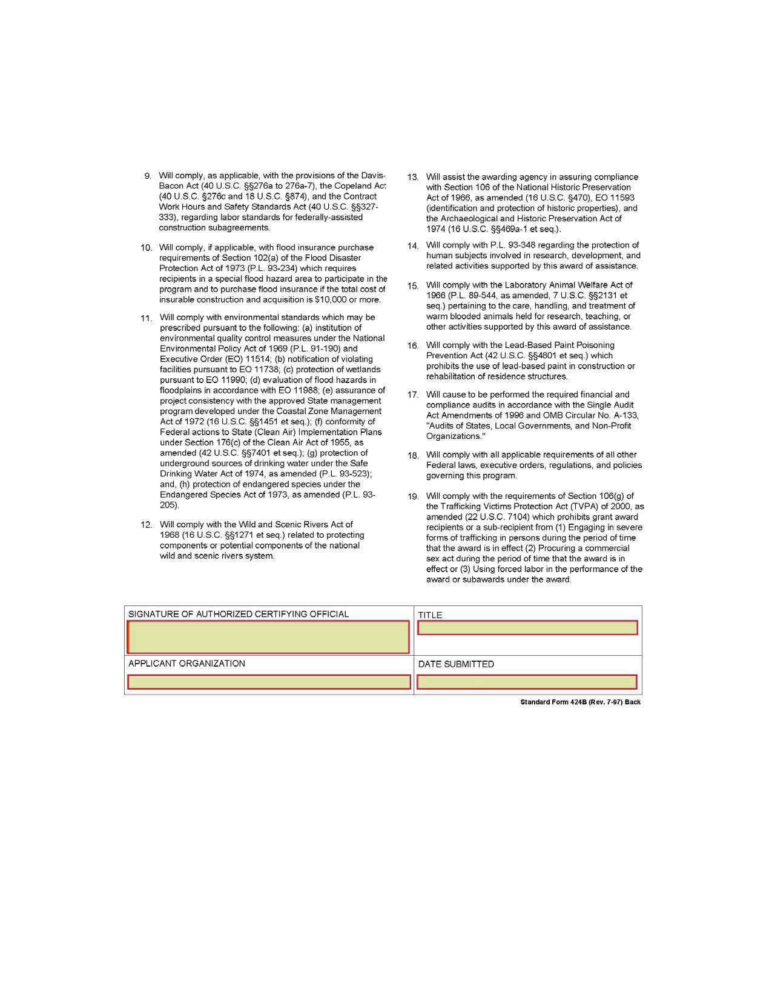 9. Will comply, as applicable, with the provisions of the Davis-
Bacon Act (40 U.S.C. §§276a to 276a-7), the Copeland Act
(40 U.S.C. §276c and 18 U.S.C. §874), and the Contract
Work Hours and Safety Standards Act (40 U.S.C. §§327-
333), regarding labor standards for federally-assisted
construction subagreements.
10. Will comply, if applicable, with flood insurance purchase
requirements of Section 102(a) of the Flood Disaster
Protection Act of 1973 (P.L. 93-234) which requires
recipients in a special flood hazard area to participate in the
program and to purchase flood insurance if the total cost of
insurable construction and acquisition is $10,000 or more.
11. Will comply with environmental standards which may be
prescribed pursuant to the following: (a) institution of
environmental quality control measures under the National
Environmental Policy Act of 1969 (P.L. 91-190) and
Executive Order (EO) 11514; (b) notification of violating
facilities pursuant to EO 11738; (c) protection of wetlands
pursuant to EO 11990; (d) evaluation of flood hazards in
floodplains in accordance with EO 11988; (e) assurance of
project consistency with the approved State management
program developed under the Coastal Zone Management
Act of 1972 (16 U.S.C. §§1451 et seq.); (f) conformity of
Federal actions to State (Clean Air) Implementation Plans
under Section 176(c) of the Clean Air Act of 1955, as
amended (42 U.S.C. §§7401 et seq.); (g) protection of
underground sources of drinking water under the Safe
Drinking Water Act of 1974, as amended (P.L. 93-523);
and, (h) protection of endangered species under the
Endangered Species Act of 1973, as amended (P.L. 93-
205).
12. Will comply with the Wild and Scenic Rivers Act of
1968 (16 U.S.C. §§1271 et seq.) related to protecting
components or potential components of the national
wild and scenic rivers system.
13. Will assist the awarding agency in assuring compliance
with Section 106 of the National Historic Preservation
Act of 1966, as amended (16 U.S.C. §470), EO 11593
(identification and protection of historic properties), and
the Archaeological and Historic Preservation Act of
1974 (16 U.S.C. §§469a-1 et seq.).
14. Will comply with P.L. 93-348 regarding the protection of
human subjects involved in research, development, and
related activities supported by this award of assistance.
15. Will comply with the Laboratory Animal Welfare Act of
1966 (P.L. 89-544, as amended, 7 U.S.C. §§2131 et
seq.) pertaining to the care, handling, and treatment of
warm blooded animals held for research, teaching, or
other activities supported by this award of assistance.
16. Will comply with the Lead-Based Paint Poisoning
Prevention Act (42 U.S.C. §§4801 et seq.) which
prohibits the use of lead-based paint in construction or
rehabilitation of residence structures.
17. Will cause to be performed the required financial and
compliance audits in accordance with the Single Audit
Act Amendments of 1996 and OMB Circular No. A-133,
"Audits of States, Local Governments, and Non-Profit
Organizations."
18. Will comply with all applicable requirements of all other
Federal laws, executive orders, regulations, and policies
governing this program.
19. Will comply with the requirements of Section 106(g) of
the Trafficking Victims Protection Act (TVPA) of 2000, as
amended (22 U.S.C. 7104) which prohibits grant award
recipients or a sub-recipient from (1) Engaging in severe
forms of trafficking in persons during the period of time
that the award is in effect (2) Procuring a commercial
sex act during the period of time that the award is in
effect or (3) Using forced labor in the performance of the
award or subawards under the award.
SIGNATURE OF AUTHORIZED CERTIFYING OFFICIAL
TITLE
APPLICANT ORGANIZATION
DATE SUBMITTED
Standard Form 424B (Rev. 7-97) Back